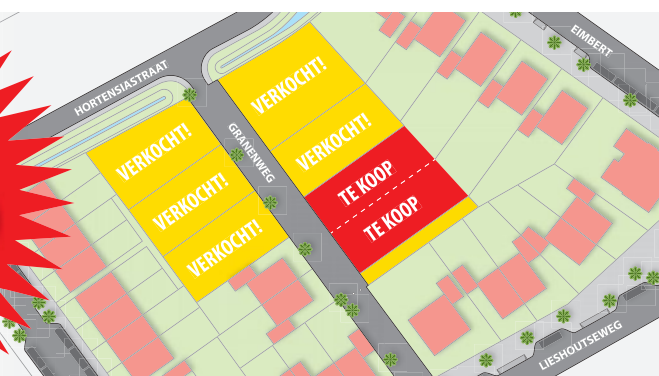 EIMBERT
HORTENSIASTRAAT
VERKOCHT!
VERKOCHT!
VERKOCHT!
GRANENWEG
VERKOCHT!
VERKOCHT!
TE KOOP
TE KOOP
LIESHOUTSEWEG